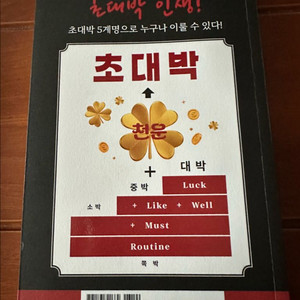 초대박 인생!
초대박 5계명으로 누구나 이룰 수 있다!
초대박
천운
+ 대박
중박 Luck
소박 + Like + Well
+ Must
Routine
쪽박